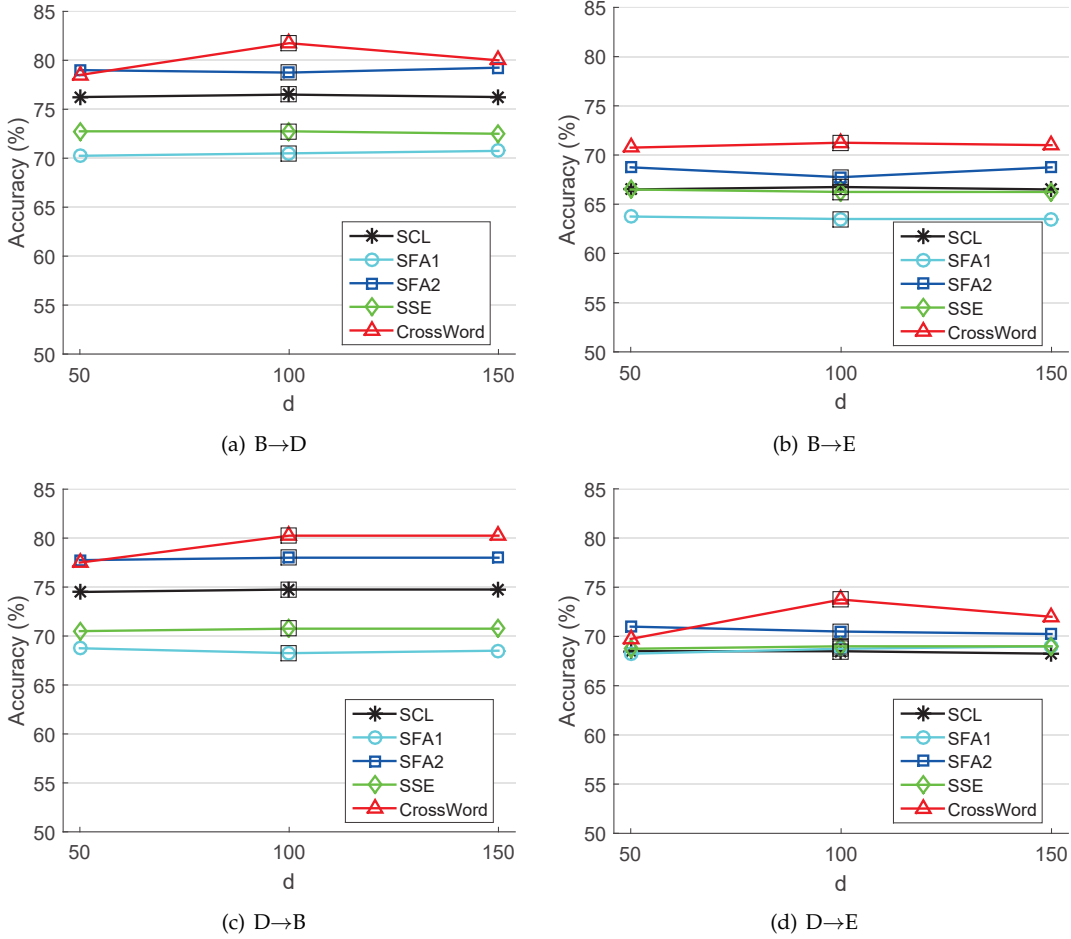 85
80
75
70
65
60
55
50
Accuracy (%)
SCL
SFA1
SFA2
SSE
CrossWord
50
100
150
d
(a) B→D
85
80
75
70
65
60
55
50
Accuracy (%)
SCL
SFA1
SFA2
SSE
CrossWord
50
100
150
d
(b) B→E
85
80
75
70
65
60
55
50
Accuracy (%)
SCL
SFA1
SFA2
SSE
CrossWord
50
100
150
d
(c) D→B
85
80
75
70
65
60
55
50
Accuracy (%)
SCL
SFA1
SFA2
SSE
CrossWord
50
100
150
d
(d) D→E